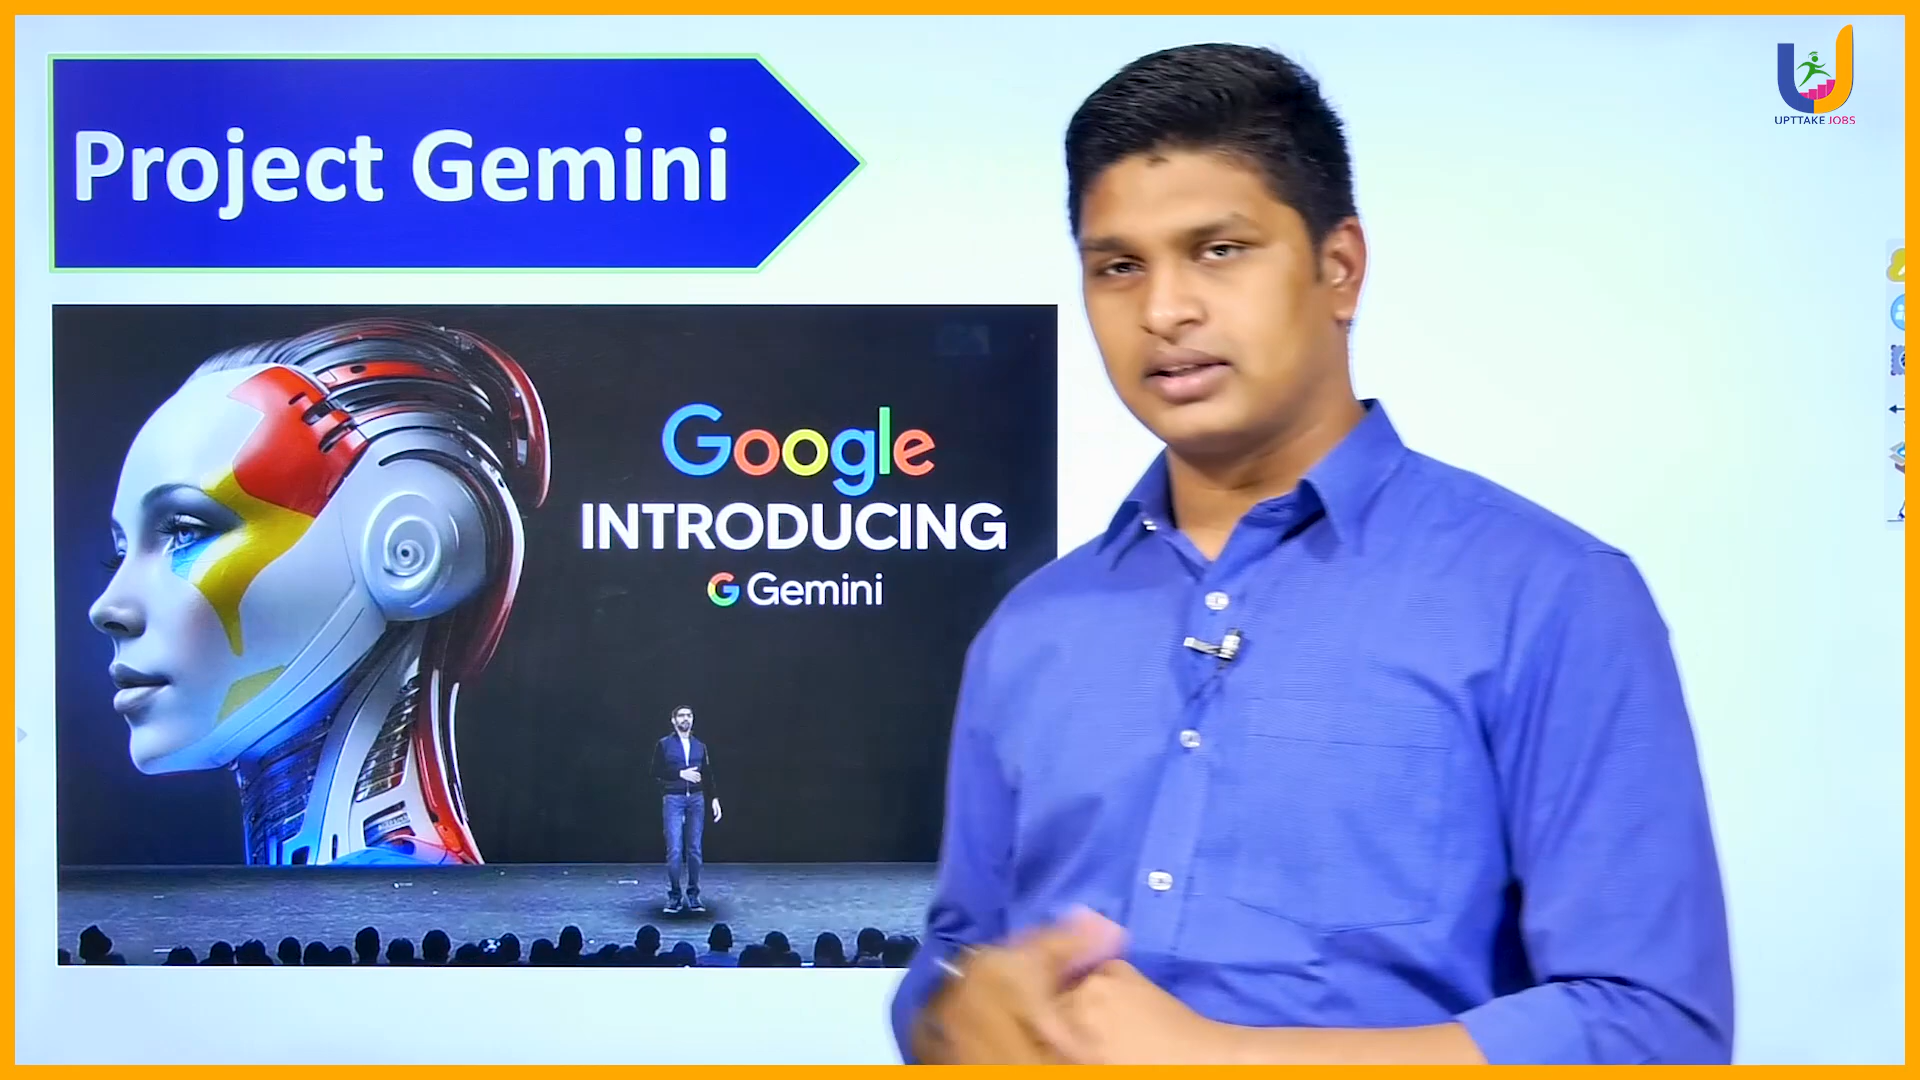 Project Gemini
UPTTAKE JOBS
Google
INTRODUCING
G Gemini